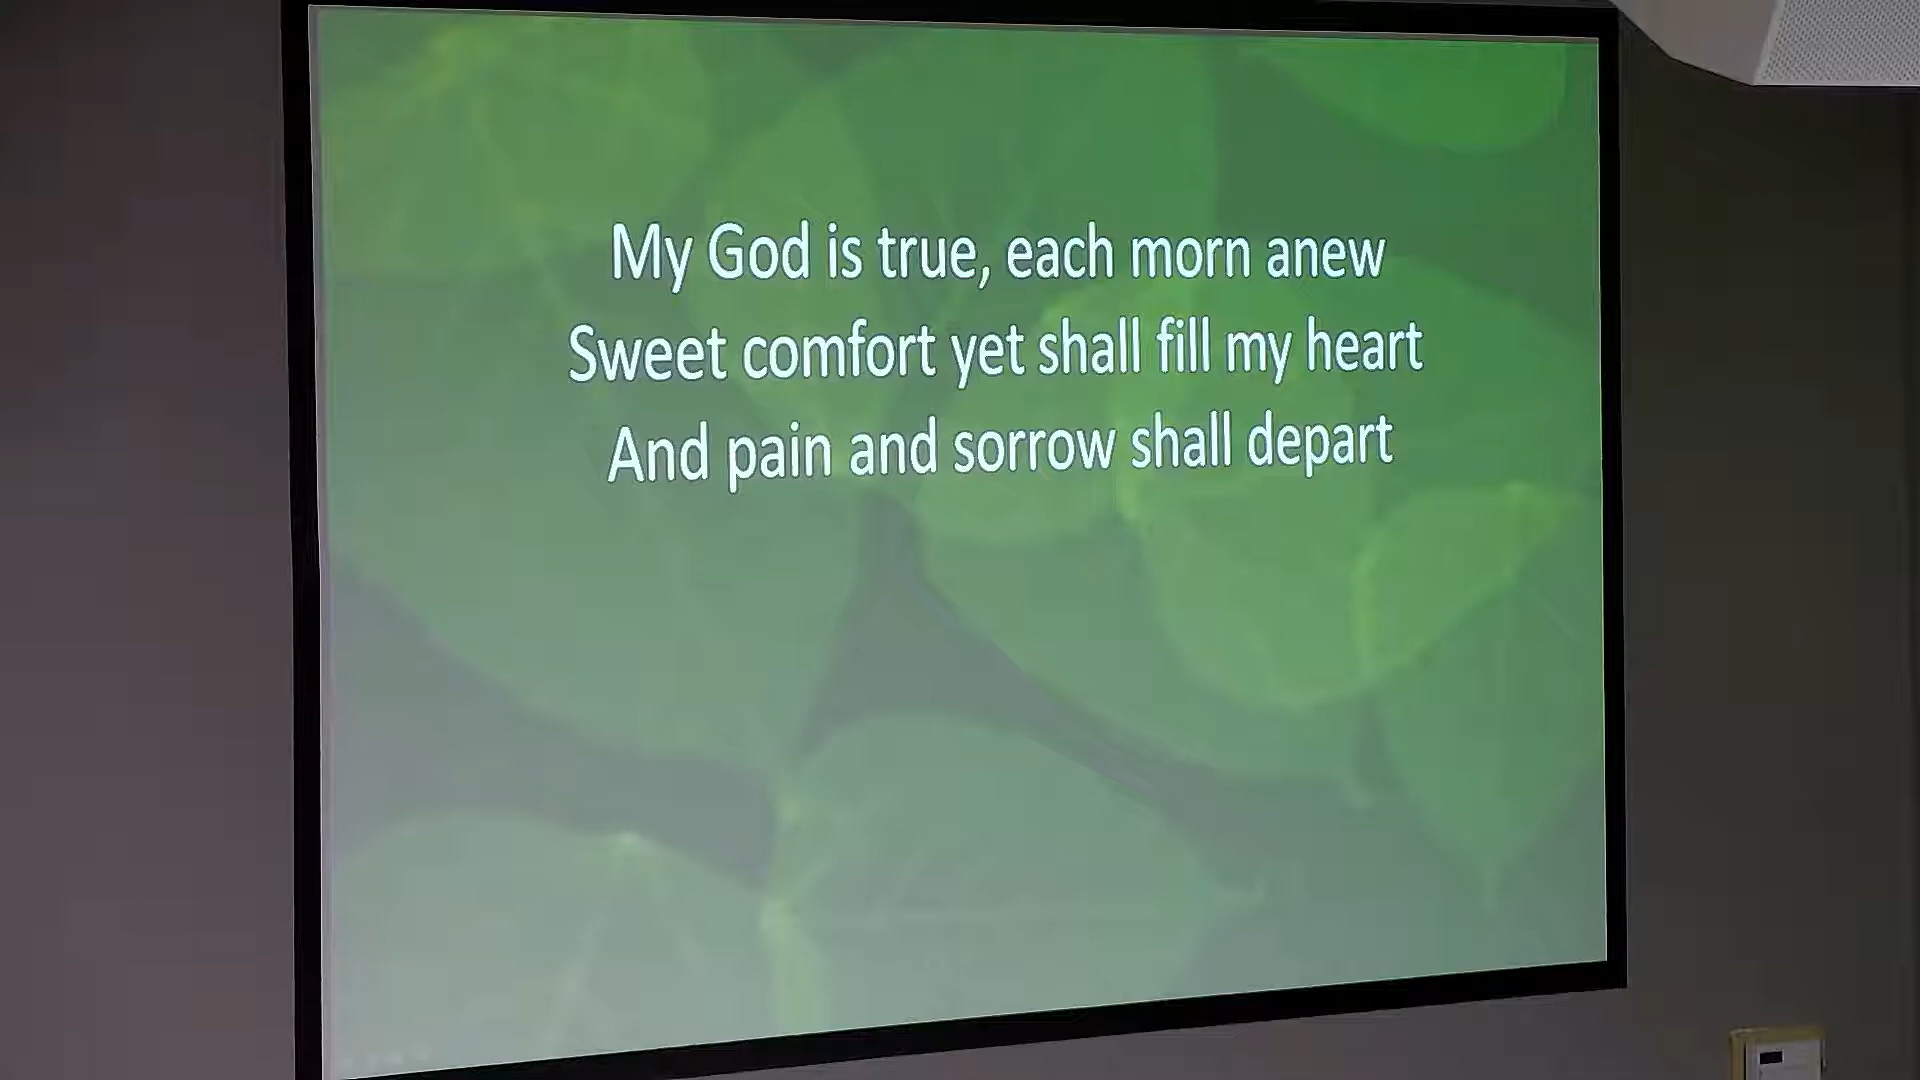 My God is true, each morn anew
Sweet comfort yet shall fill my heart
And pain and sorrow shall depart